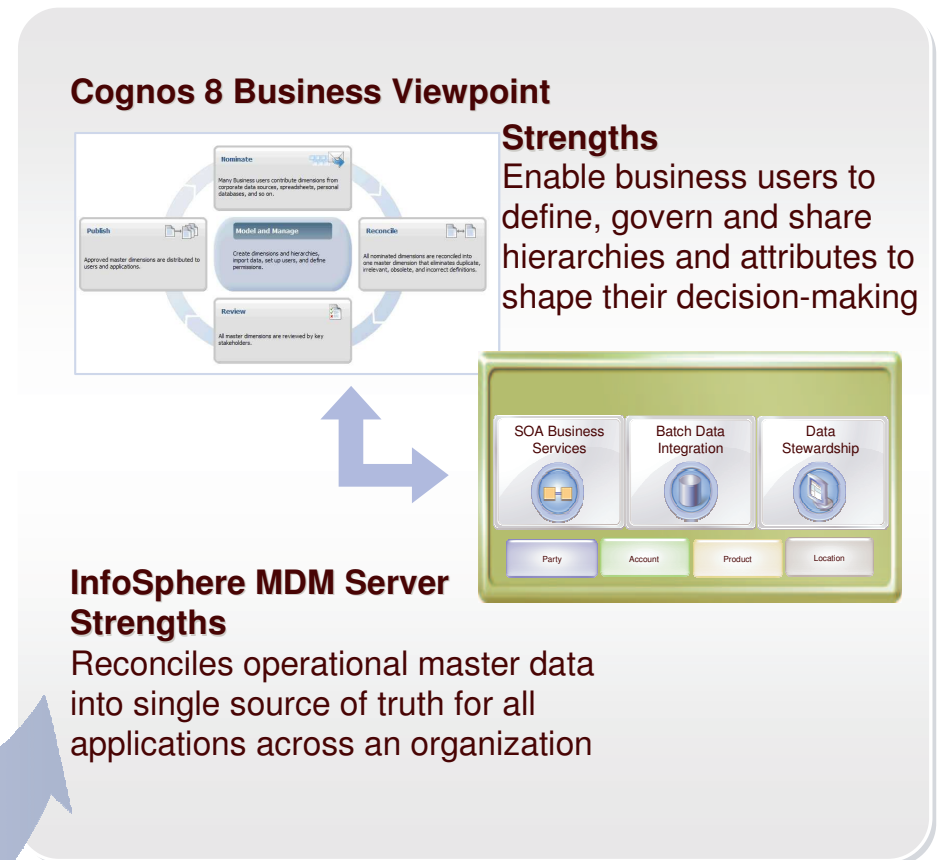 Cognos 8 Business Viewpoint
Nominate
Many Business users contribute dimensions from
corporate data sources, spreadsheets, personal
databases, and so on.
Publish
Approved master dimensions are distributed to
users and applications.
Model and Manage
Create dimensions and hierarchies,
import data, set up users, and define
permissions.
Reconcile
All nominated dimensions are reconciled into
one master dimension that eliminates duplicate,
irrelevant, obsolete, and incorrect definitions.
Review
All master dimensions are reviewed by key
stakeholders.
Strengths
Enable business users to
define, govern and share
hierarchies and attributes to
shape their decision-making
SOA Business
Services
Batch Data
Integration
Data
Stewardship
Party
Account
Product
Location
InfoSphere MDM Server
Strengths
Reconciles operational master data
into single source of truth for all
applications across an organization